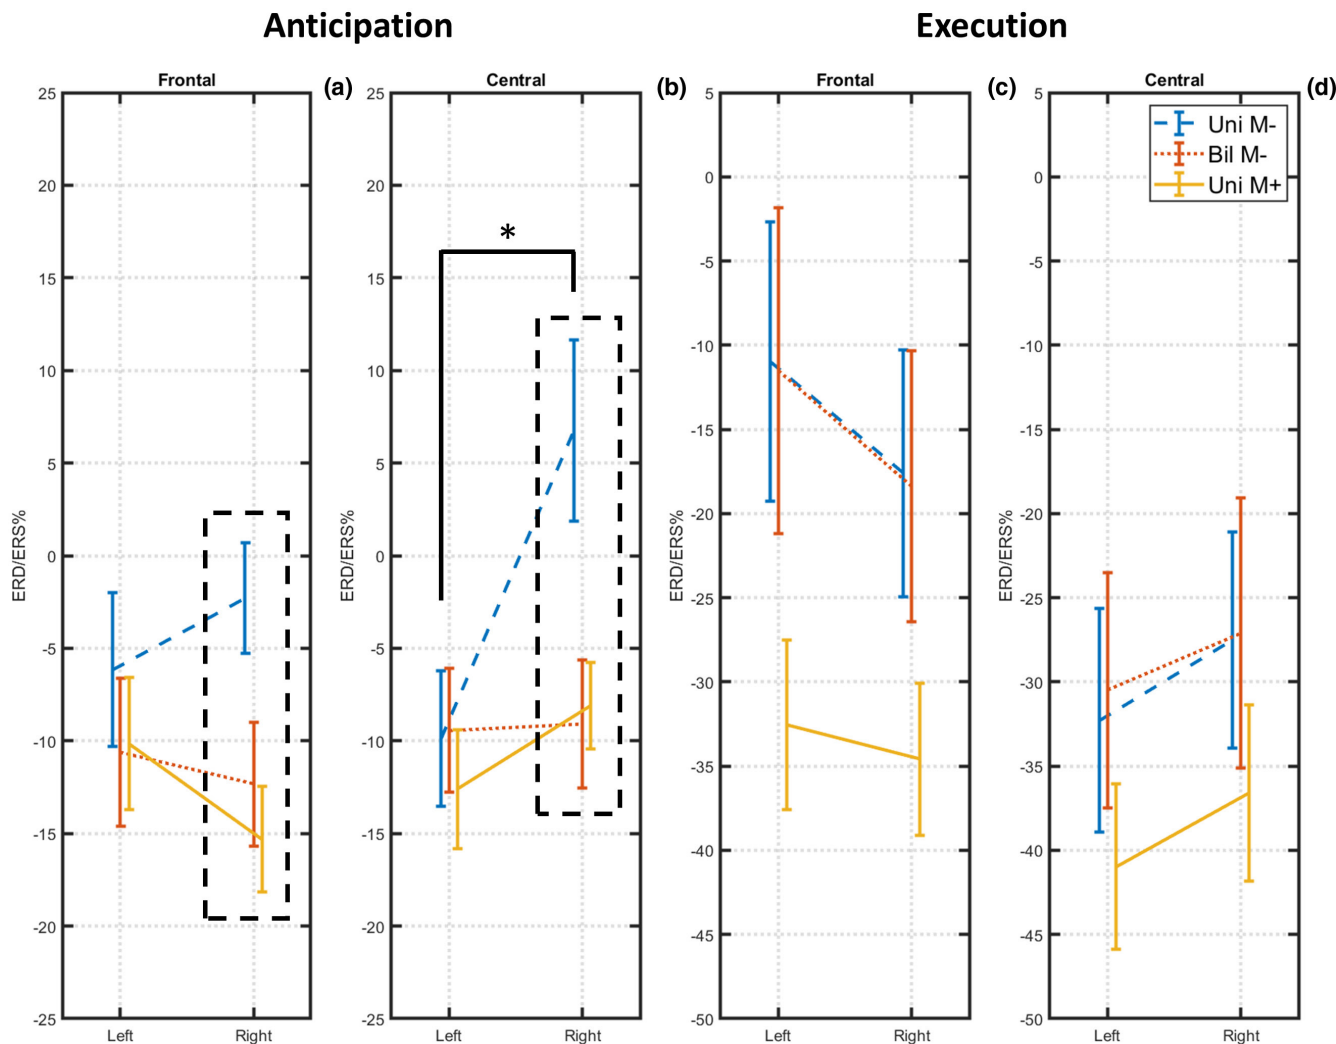 Anticipation
Execution
Frontal
(a)
Central
(b)
Frontal
(c)
Central
(d)
25
20
15
10
5
0
-5
-10
-15
-20
-25
ERD/ERS%
Left
Right
25
20
15
10
5
0
-5
-10
-15
-20
-25
ERD/ERS%
*
Left
Right
5
0
-5
-10
-15
-20
-25
-30
-35
-40
-45
-50
ERD/ERS%
Left
Right
5
0
-5
-10
-15
-20
-25
-30
-35
-40
-45
-50
ERD/ERS%
Uni M-
Bil M-
Uni M+
Left
Right